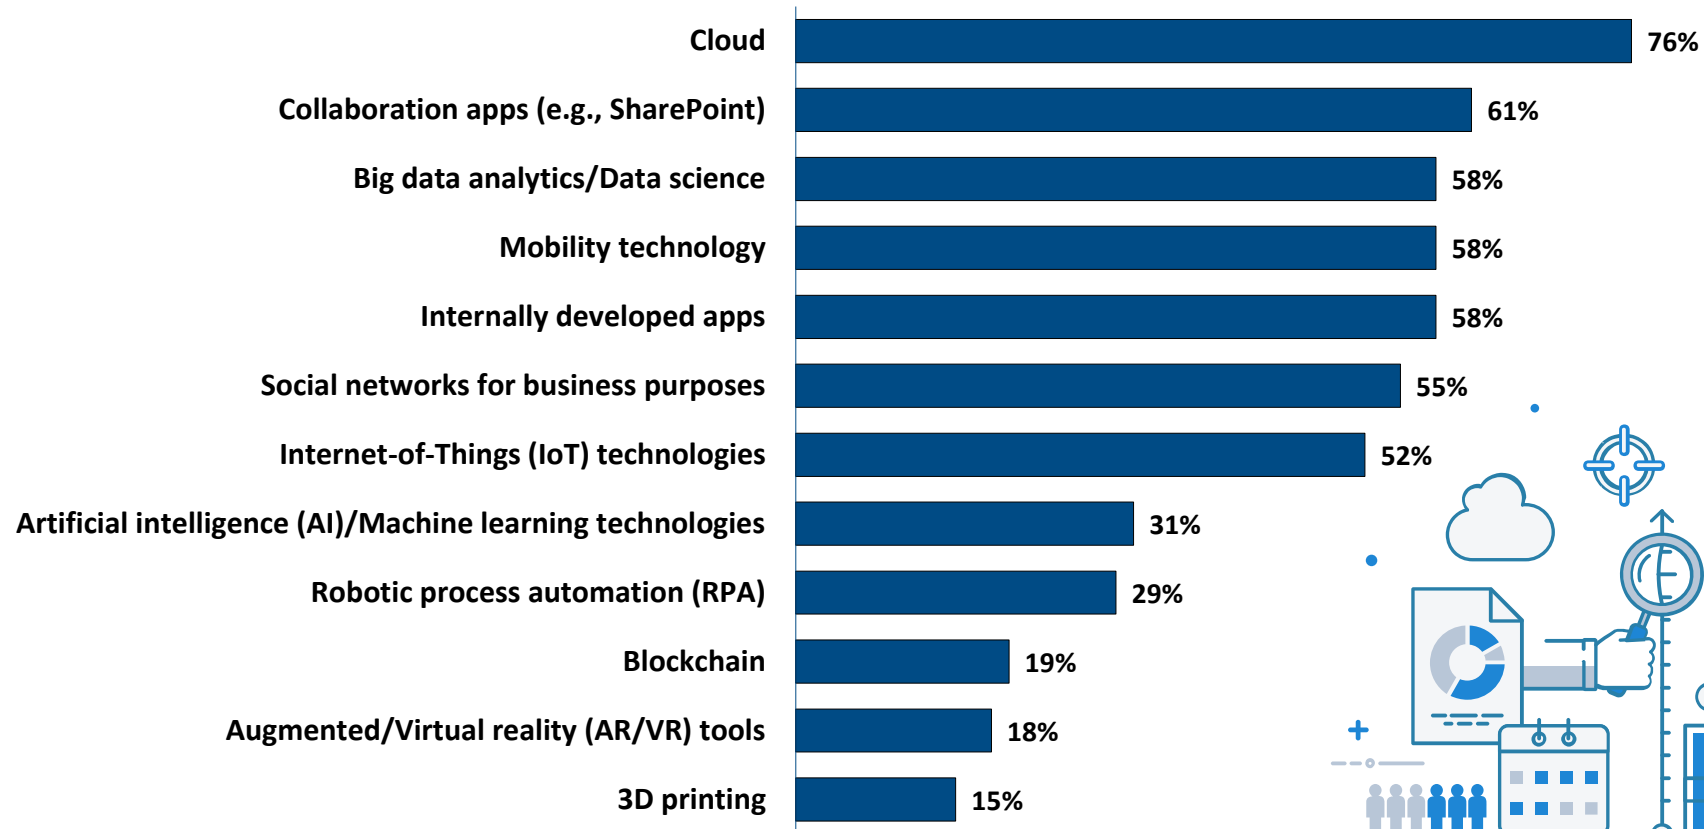 Cloud 76%
Collaboration apps (e.g., SharePoint) 61%
Big data analytics/Data science 58%
Mobility technology 58%
Internally developed apps 58%
Social networks for business purposes 55%
Internet-of-Things (IoT) technologies 52%
Artificial intelligence (AI)/Machine learning technologies 31%
Robotic process automation (RPA) 29%
Blockchain 19%
Augmented/Virtual reality (AR/VR) tools 18%
3D printing 15%